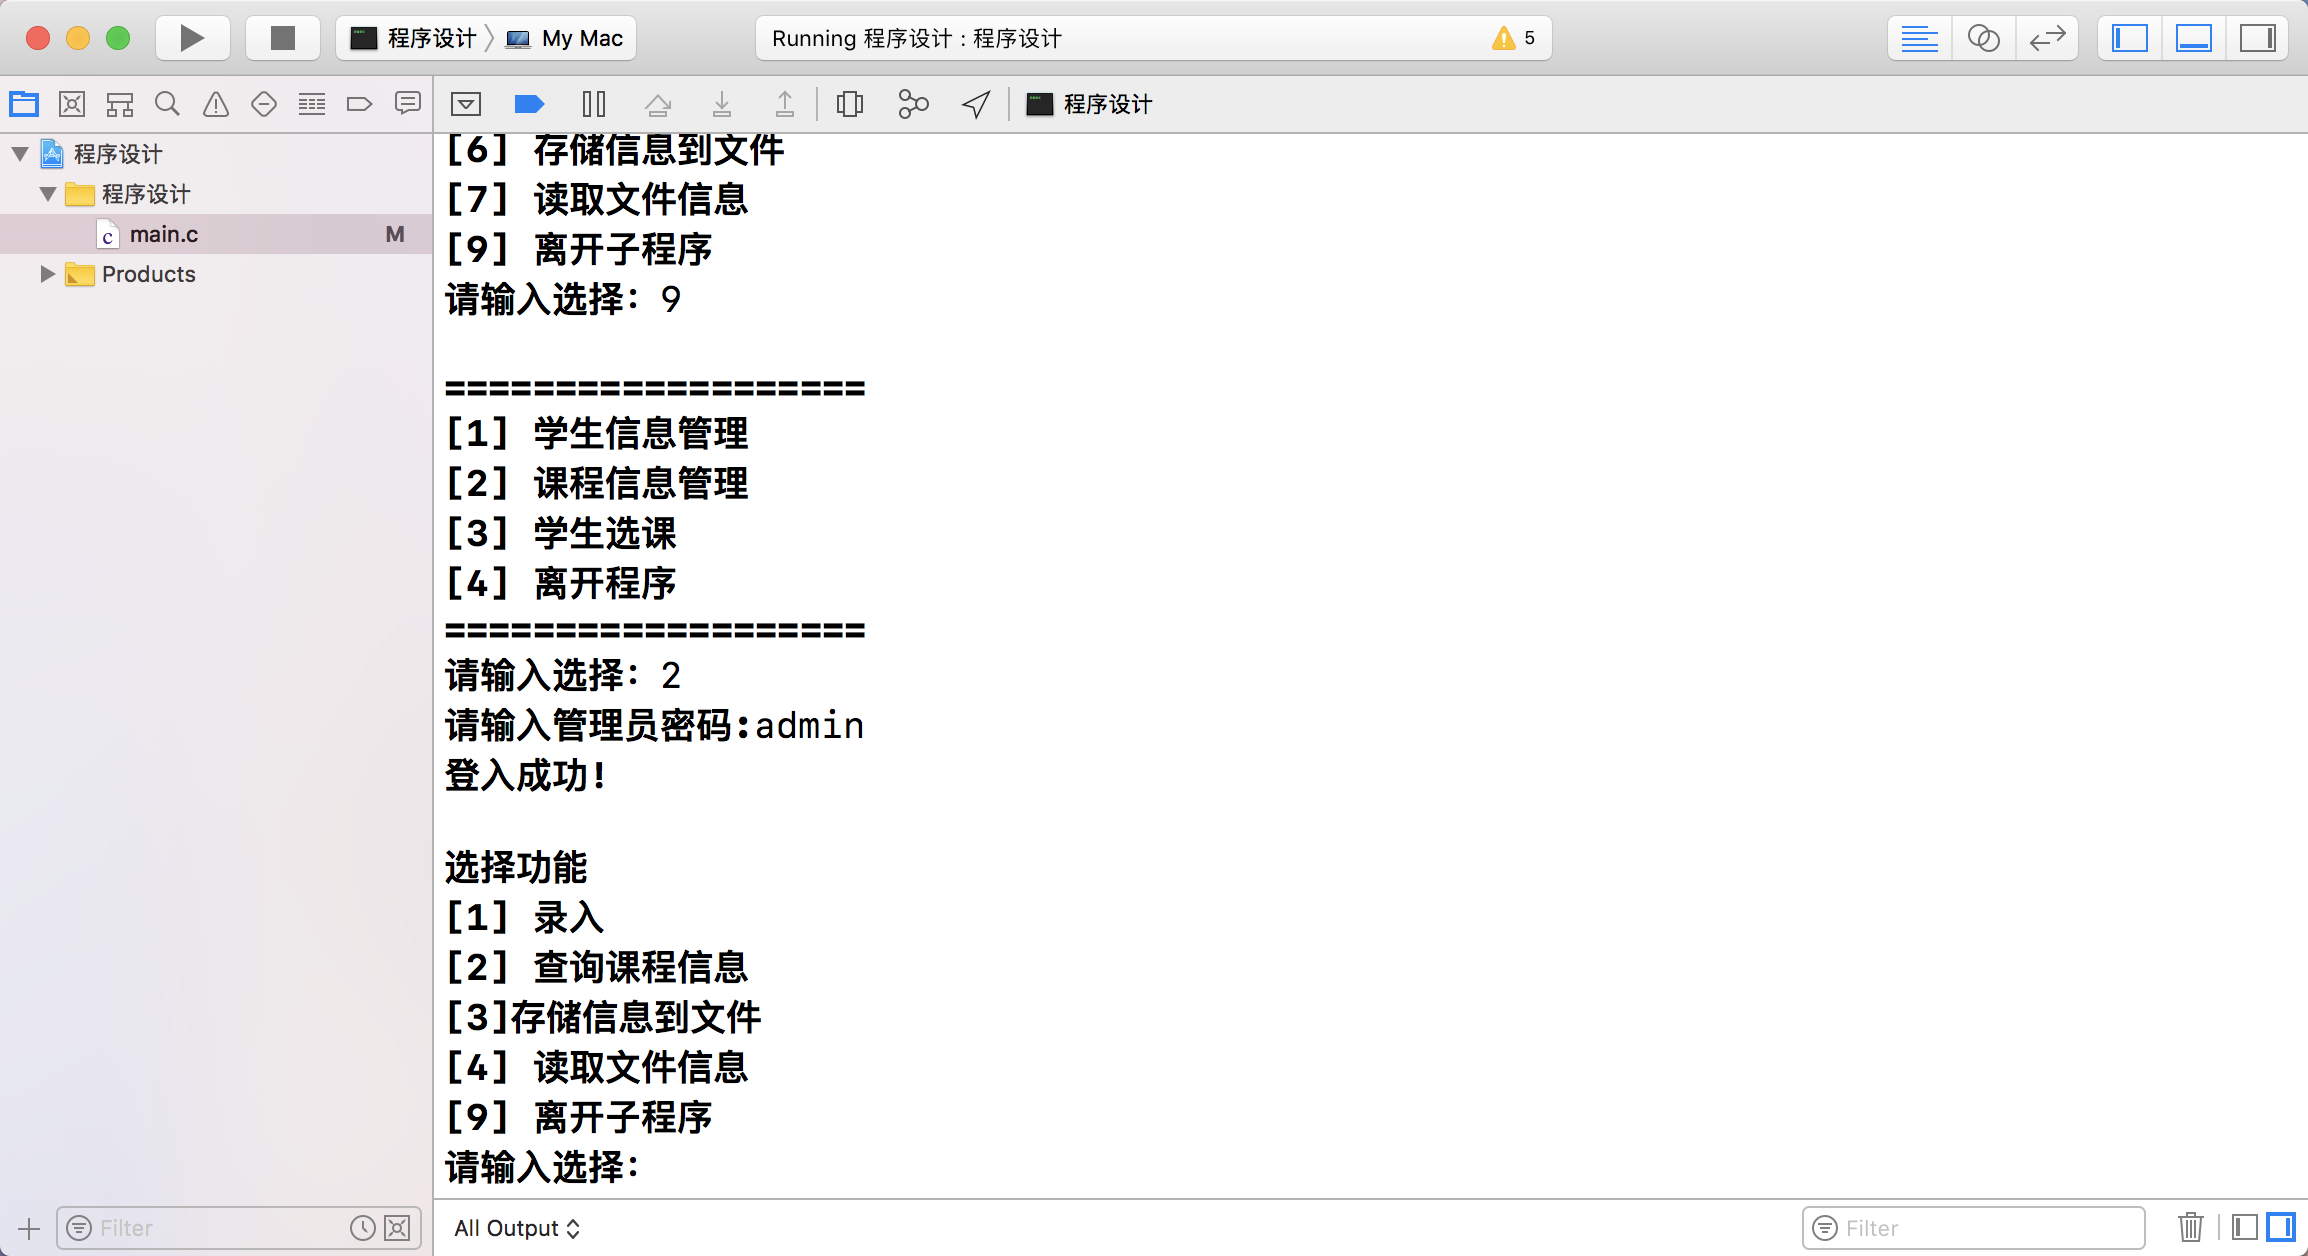 程序设计 My Mac
Running 程序设计 : 程序设计
5
程序设计
程序设计
程序设计
main.c M
Products
[6] 存储信息到文件
[7] 读取文件信息
[9] 离开子程序
请输入选择: 9
===================
[1] 学生信息管理
[2] 课程信息管理
[3] 学生选课
[4] 离开程序
===================
请输入选择: 2
请输入管理员密码:admin
登入成功!
选择功能
[1] 录入
[2] 查询课程信息
[3]存储信息到文件
[4] 读取文件信息
[9] 离开子程序
请输入选择:
Filter
All Output
Filter